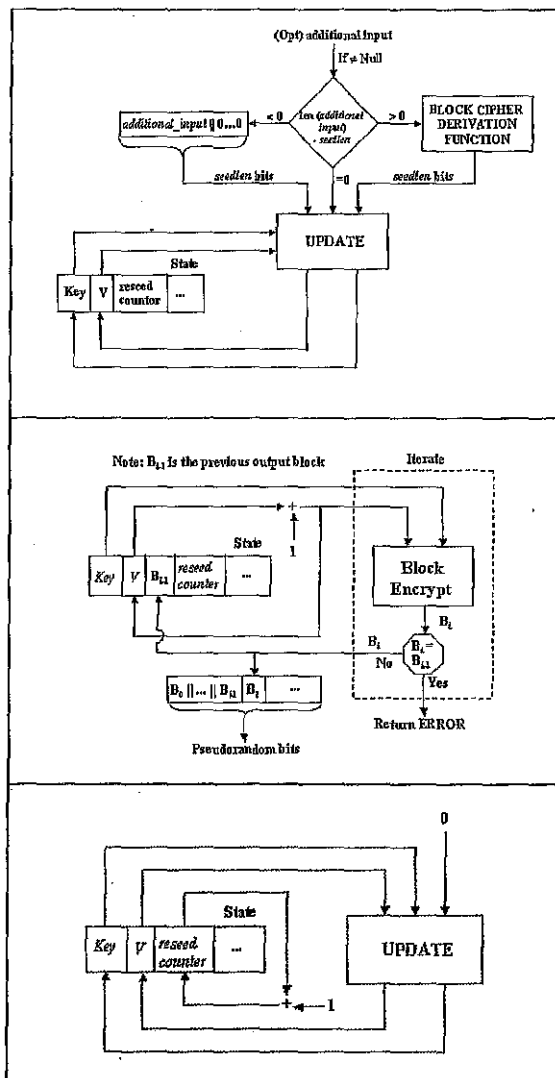 (Opt) additional input
If ≠ Null
< 0
len (additional input) - seedlen
> 0
additional_input || 0...0
BLOCK CIPHER
DERIVATION
FUNCTION
seedlen bits
=0
seedlen bits
UPDATE
State
Key V reseed counter ...
Note: Bi-1 is the previous output block
Iterate
+
1
State
Key V Bi-1 reseed counter ...
Block
Encrypt
Bi
Bi
No
Bi = Bi-1
Yes
B0 || ... || Bi-1 Bi ...
Return ERROR
Pseudorandom bits
0
State
Key V reseed counter ...
UPDATE
+ 1